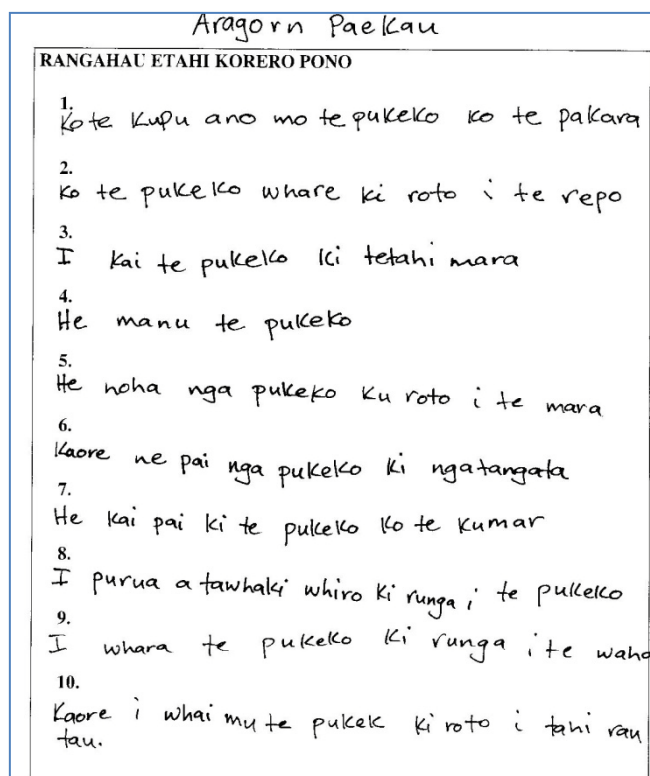 Aragorn Paekau
RANGAHAU ETAHI KORERO PONO
1.
Ko te kupu ano mo te pukeko ko te pakara
2.
Ko te pukeko whare ki roto i te repo
3.
I kai te pukeko ki tetahi mara
4.
He manu te pukeko
5.
He noha nga pukeko ku roto i te mara
6.
Kaore ne pai nga pukeko ki ngatangata
7.
He kai pai ki te pukeko ko te kumar
8.
I purua a tawhaki whiro ki runga i te pukeko
9.
I whara te pukeko ki runga i te waho
10.
Kaore i whai mu te pukek ki roto i tahi rau
tau.